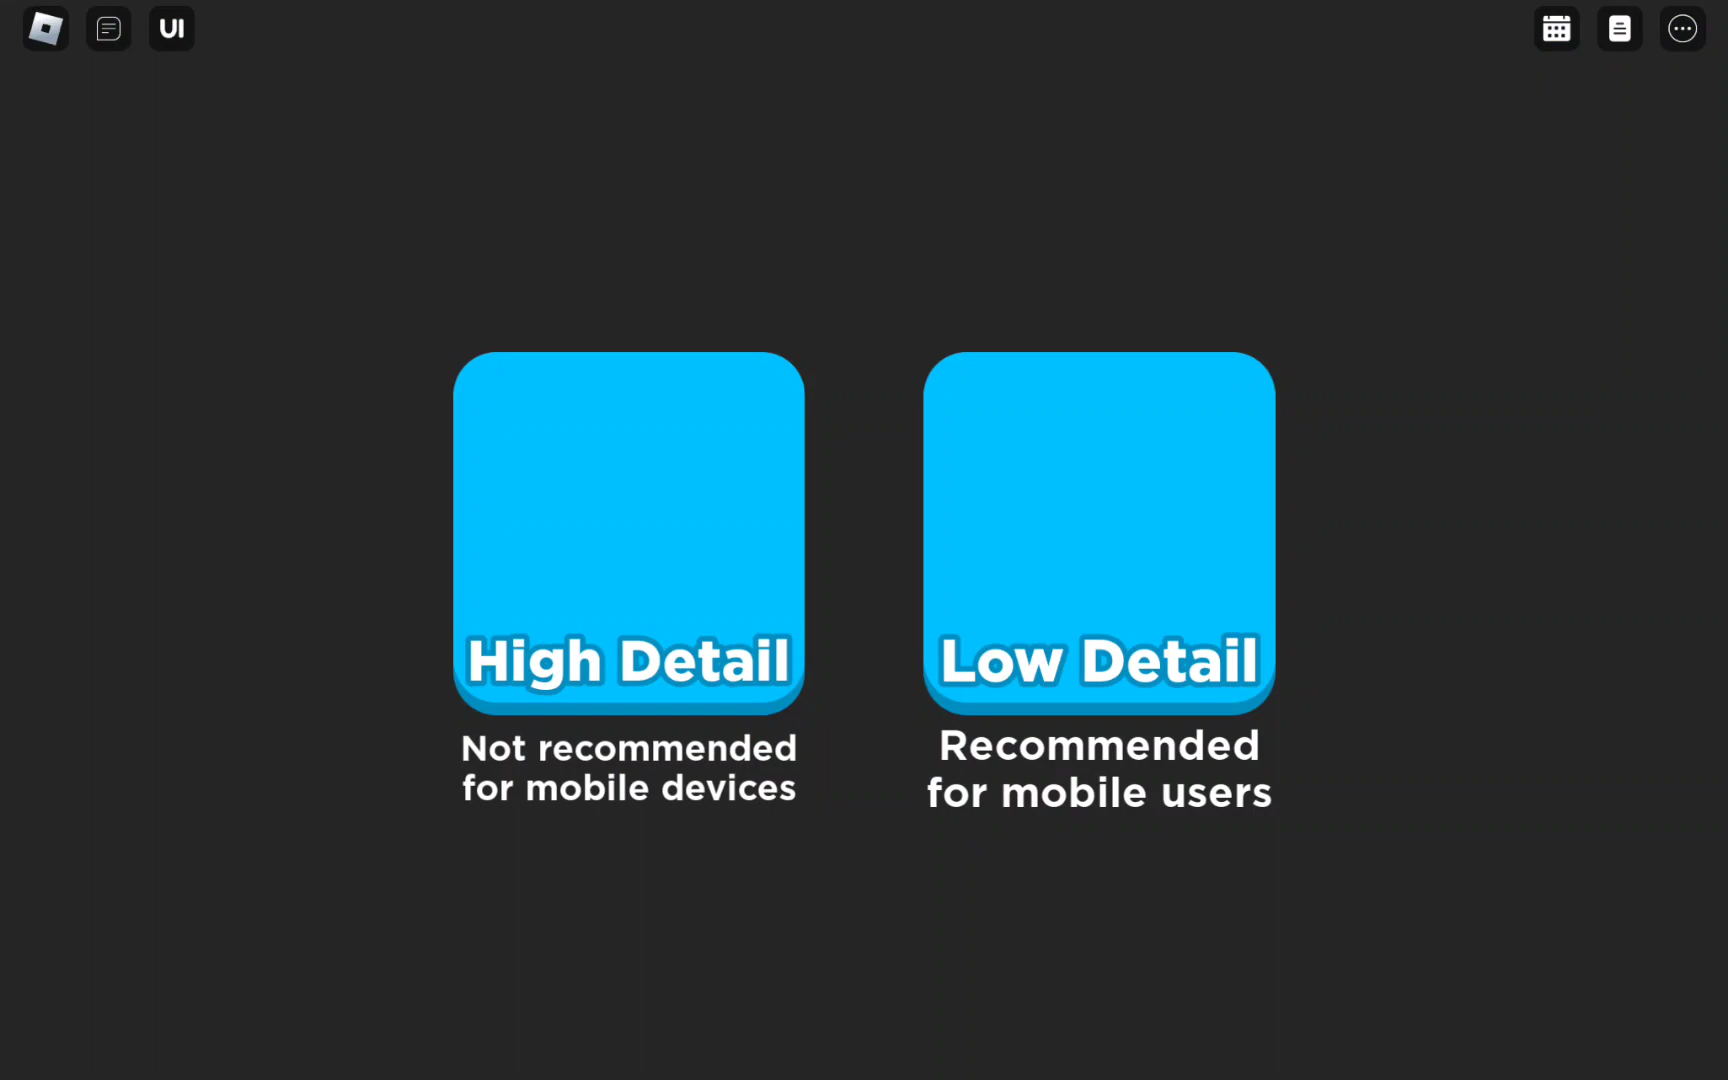 UI
High Detail
Low Detail
Not recommended
for mobile devices
Recommended
for mobile users